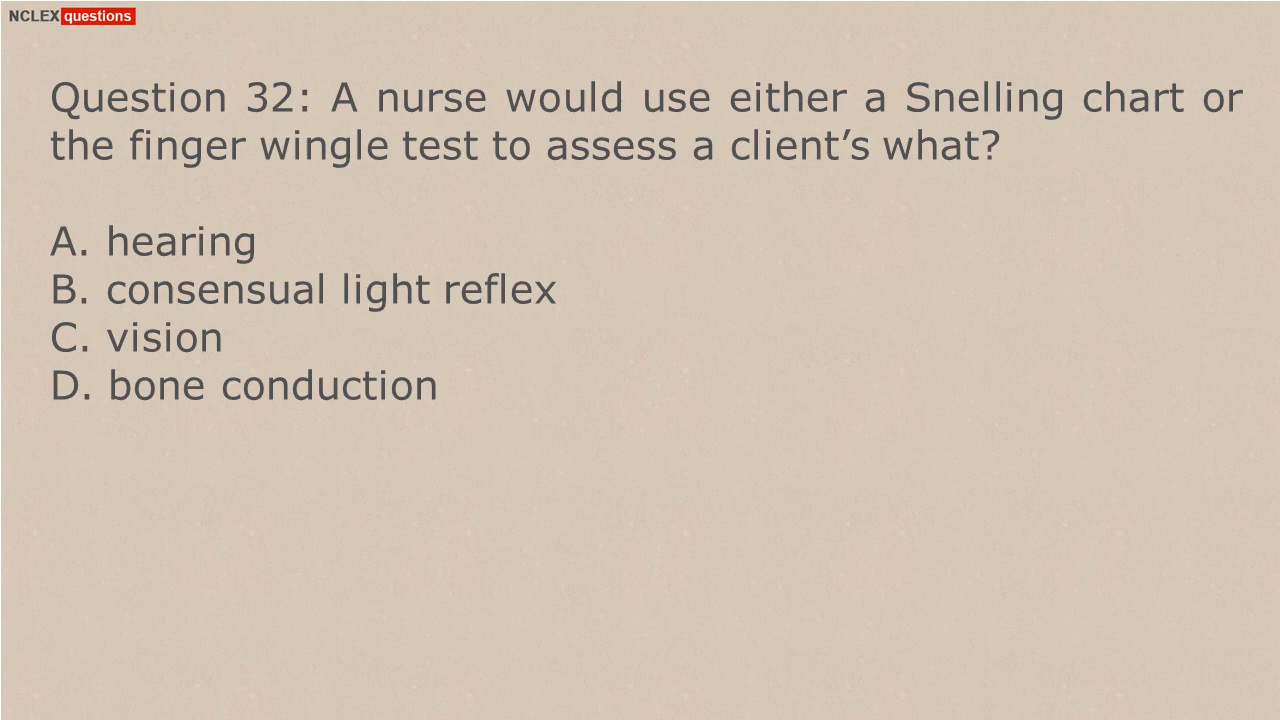 NCLEX questions
Question 32: A nurse would use either a Snelling chart or
the finger wingle test to assess a client’s what?
A. hearing
B. consensual light reflex
C. vision
D. bone conduction